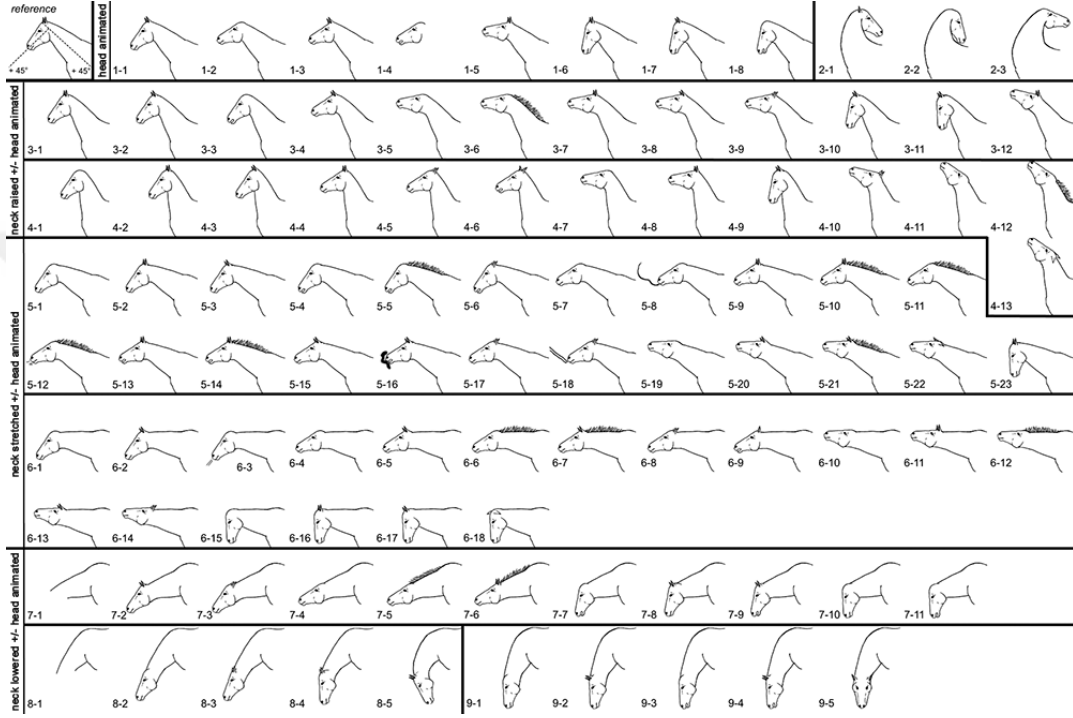 reference
+ 45° + 45°
head animated
1-1 1-2 1-3 1-4 1-5 1-6 1-7 1-8 2-1 2-2 2-3
neck raised +/- head animated
3-1 3-2 3-3 3-4 3-5 3-6 3-7 3-8 3-9 3-10 3-11 3-12
4-1 4-2 4-3 4-4 4-5 4-6 4-7 4-8 4-9 4-10 4-11 4-12
4-13
neck stretched +/- head animated
5-1 5-2 5-3 5-4 5-5 5-6 5-7 5-8 5-9 5-10 5-11
5-12 5-13 5-14 5-15 5-16 5-17 5-18 5-19 5-20 5-21 5-22 5-23
6-1 6-2 6-3 6-4 6-5 6-6 6-7 6-8 6-9 6-10 6-11 6-12
6-13 6-14 6-15 6-16 6-17 6-18
neck lowered +/- head animated
7-1 7-2 7-3 7-4 7-5 7-6 7-7 7-8 7-9 7-10 7-11
8-1 8-2 8-3 8-4 8-5 9-1 9-2 9-3 9-4 9-5